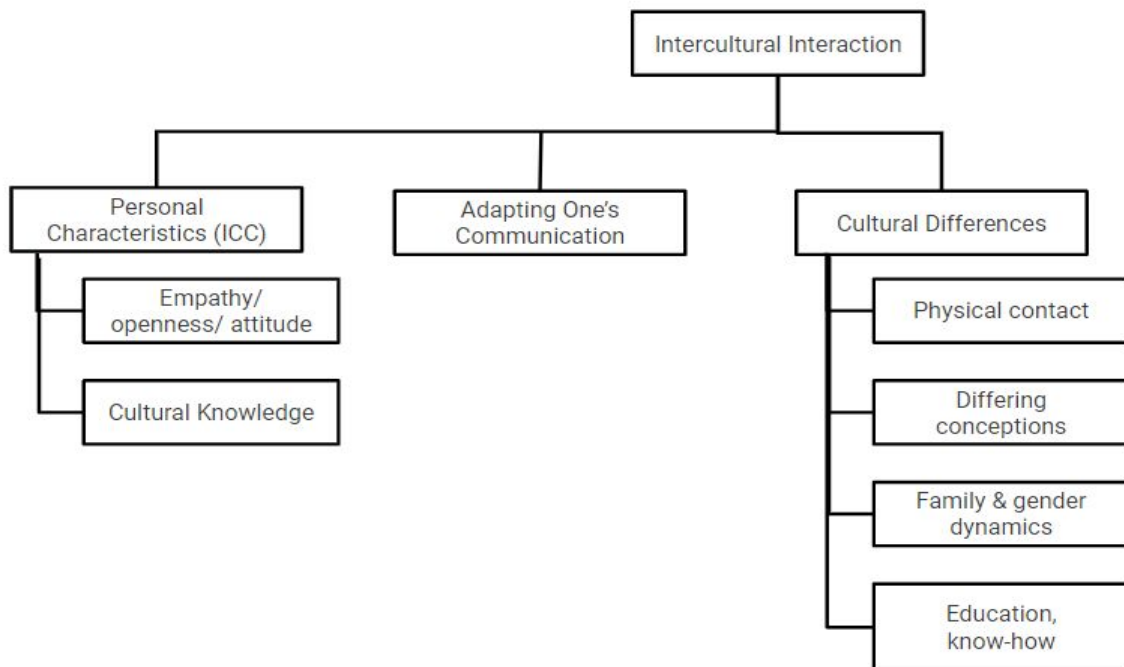 Intercultural Interaction
Personal
Characteristics (ICC)
Adapting One’s
Communication
Cultural Differences
Empathy/
openness/ attitude
Cultural Knowledge
Physical contact
Differing
conceptions
Family & gender
dynamics
Education,
know-how